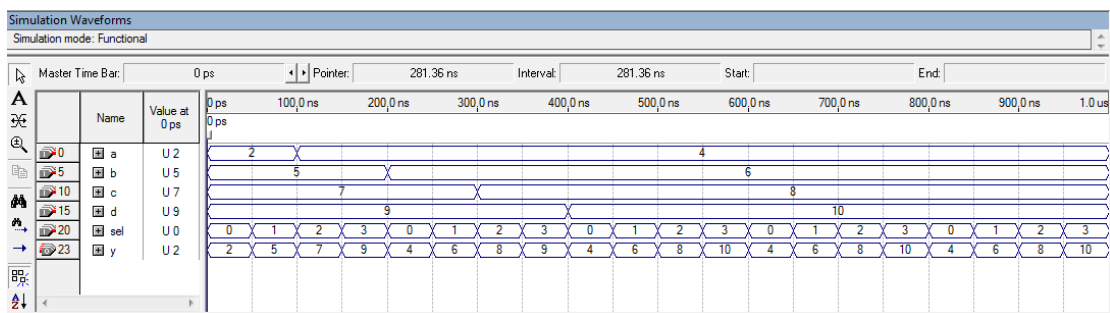 Simulation Waveforms
Simulation mode: Functional
Master Time Bar: 0 ps Pointer: 281.36 ns Interval: 281.36 ns Start: End:
Name Value at 0 ps 0 ps 100.0 ns 200.0 ns 300.0 ns 400.0 ns 500.0 ns 600.0 ns 700.0 ns 800.0 ns 900.0 ns 1.0 us
0 ps
0 a U 2 2 4
5 b U 5 5 6
10 c U 7 7 8
15 d U 9 9 10
20 sel U 0 0 1 2 3 0 1 2 3 0 1 2 3 0 1 2 3 0 1 2 3
23 y U 2 2 5 7 9 4 6 8 9 4 6 8 10 4 6 8 10 4 6 8 10